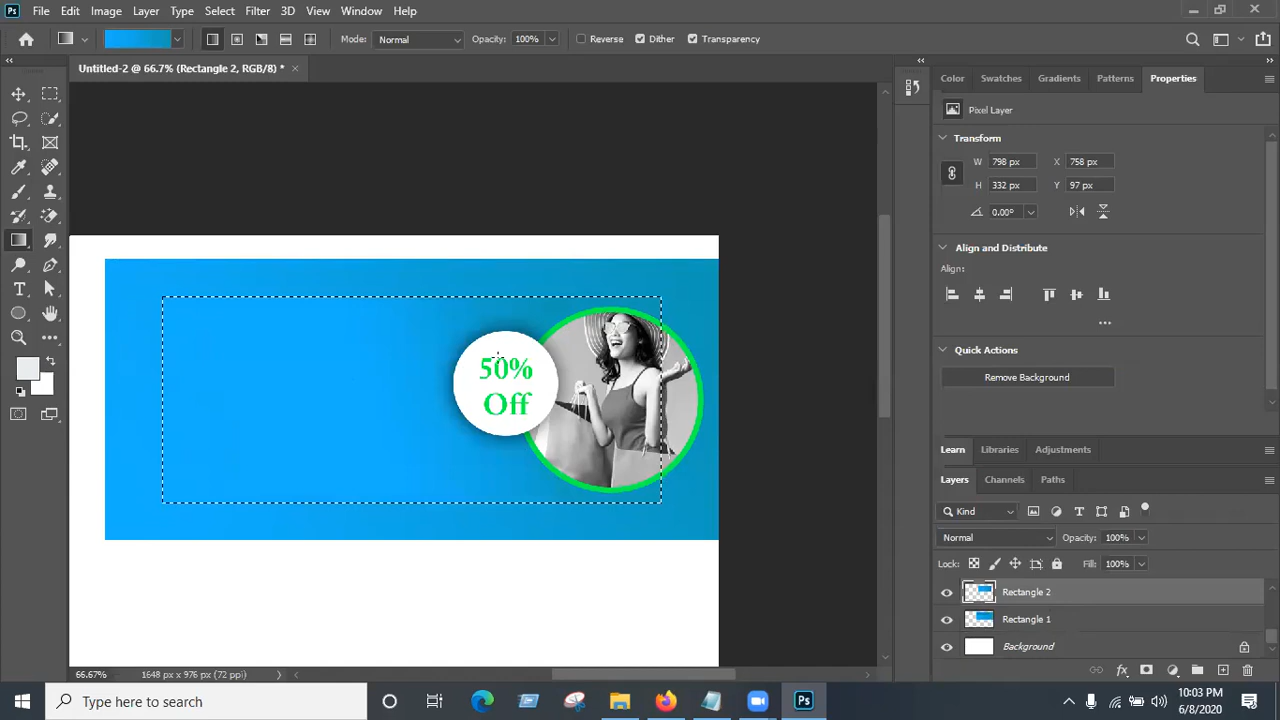 Ps File Edit Image Layer Type Select Filter 3D View Window Help
Mode: Normal Opacity: 100% Reverse Dither Transparency
Untitled-2 @ 66.7% (Rectangle 2, RGB/8) * ×
Color Swatches Gradients Patterns Properties
Pixel Layer
Transform
W 798 px X 758 px
H 332 px Y 97 px
0.00°
Align and Distribute
Align:
Quick Actions
Remove Background
50%
Off
Learn Libraries Adjustments
Layers Channels Paths
Kind
Normal Opacity: 100%
Lock: Fill: 100%
Rectangle 2
Rectangle 1
Background
66.67% 1648 px x 976 px (72 ppi)
Type here to search
Ps
10:03 PM
6/8/2020